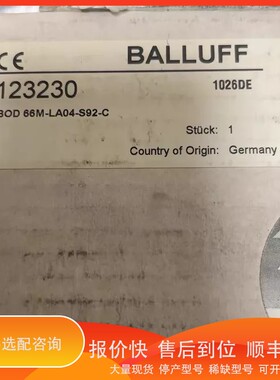 CE
BALLUFF
123230
1026DE
BOD 66M-LA04-S92-C
Stück: 1
Country of Origin: Germany
选配咨询
报价快 售后到位 顺丰
大量现货 停产型号 稀缺型号 可